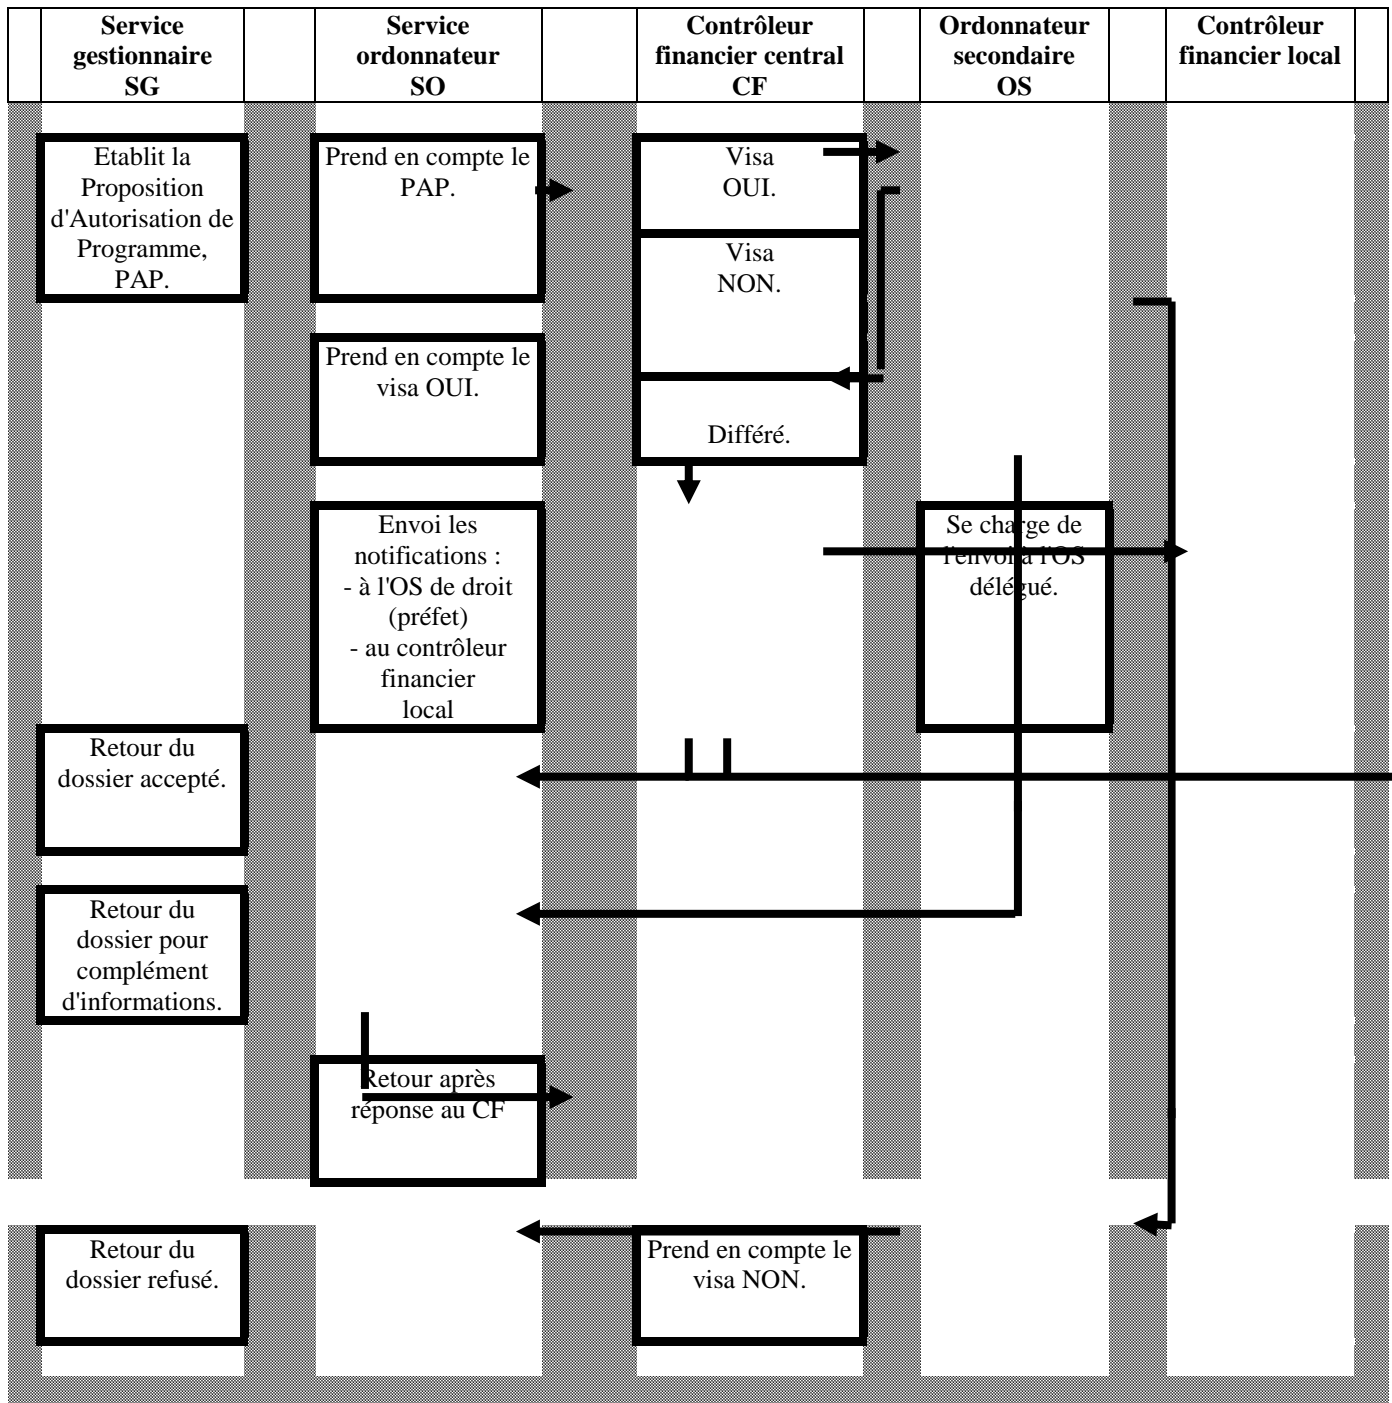 Service
gestionnaire
SG
Service
ordonnateur
SO
Contrôleur
financier central
CF
Ordonnateur
secondaire
OS
Contrôleur
financier local
Etablit la
Proposition
d'Autorisation de
Programme,
PAP.
Prend en compte le
PAP.
Visa
OUI.
Visa
NON.
Prend en compte le
visa OUI.
Différé.
Envoi les
notifications :
- à l'OS de droit
(préfet)
- au contrôleur
financier
local
Se charge de
l'envoi à l'OS
délégué.
Retour du
dossier accepté.
Retour du
dossier pour
complément
d'informations.
Retour après
réponse au CF
Retour du
dossier refusé.
Prend en compte le
visa NON.